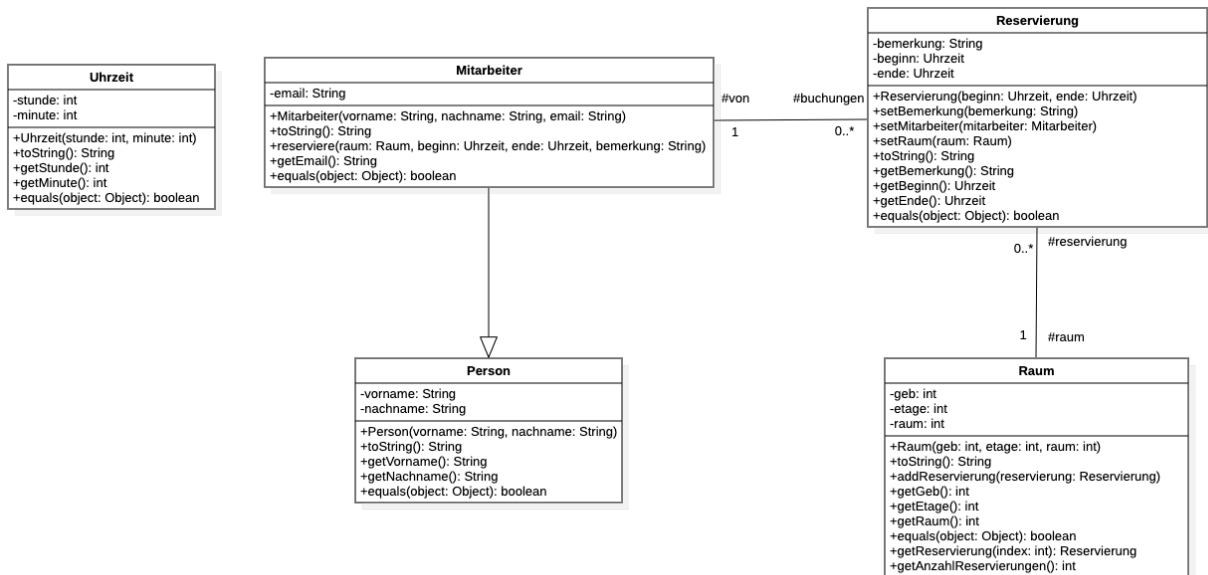 Uhrzeit
-stunde: int
-minute: int
+Uhrzeit(stunde: int, minute: int)
+toString(): String
+getStunde(): int
+getMinute(): int
+equals(object: Object): boolean
Mitarbeiter
-email: String
+Mitarbeiter(vorname: String, nachname: String, email: String)
+toString(): String
+reserviere(raum: Raum, beginn: Uhrzeit, ende: Uhrzeit, bemerkung: String)
+getEmail(): String
+equals(object: Object): boolean
#von
#buchungen
1
0..*
Reservierung
-bemerkung: String
-beginn: Uhrzeit
-ende: Uhrzeit
+Reservierung(beginn: Uhrzeit, ende: Uhrzeit)
+setBemerkung(bemerkung: String)
+setMitarbeiter(mitarbeiter: Mitarbeiter)
+setRaum(raum: Raum)
+toString(): String
+getBemerkung(): String
+getBeginn(): Uhrzeit
+getEnde(): Uhrzeit
+equals(object: Object): boolean
0..*
#reservierung
1
#raum
Person
-vorname: String
-nachname: String
+Person(vorname: String, nachname: String)
+toString(): String
+getVorname(): String
+getNachname(): String
+equals(object: Object): boolean
Raum
-geb: int
-etage: int
-raum: int
+Raum(geb: int, etage: int, raum: int)
+toString(): String
+addReservierung(reservierung: Reservierung)
+getGeb(): int
+getEtage(): int
+getRaum(): int
+equals(object: Object): boolean
+getReservierung(index: int): Reservierung
+getAnzahlReservierungen(): int